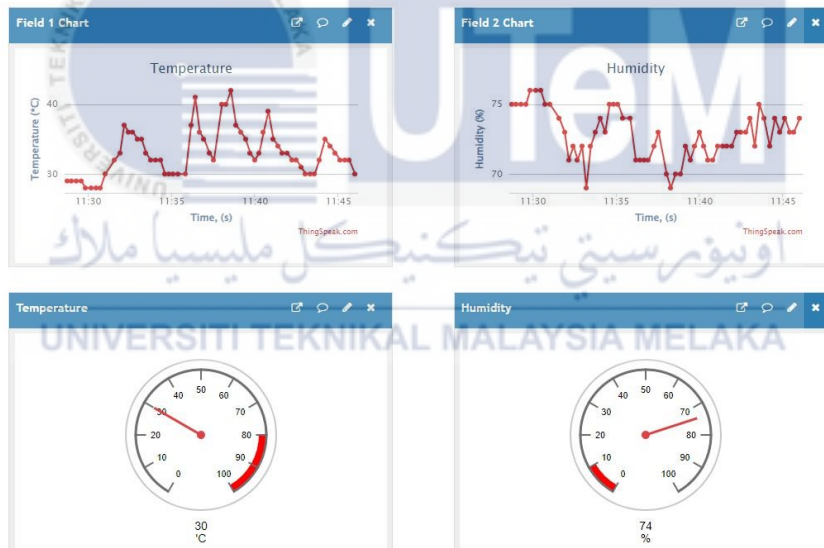 Field 1 Chart
Temperature
Temperature (°C)
40
30
11:30 11:35 11:40 11:45
Time, (s)
ThingSpeak.com
Field 2 Chart
Humidity
Humidity (%)
75
70
11:30 11:35 11:40 11:45
Time, (s)
ThingSpeak.com
UTeM
UNIVERSITI TEKNIKAL MALAYSIA MELAKA
اونيۏرسيتي تيكنيكل مليسيا ملاك
Temperature
0 10 20 30 40 50 60 70 80 90 100
30
'C
Humidity
0 10 20 30 40 50 60 70 80 90 100
74
%